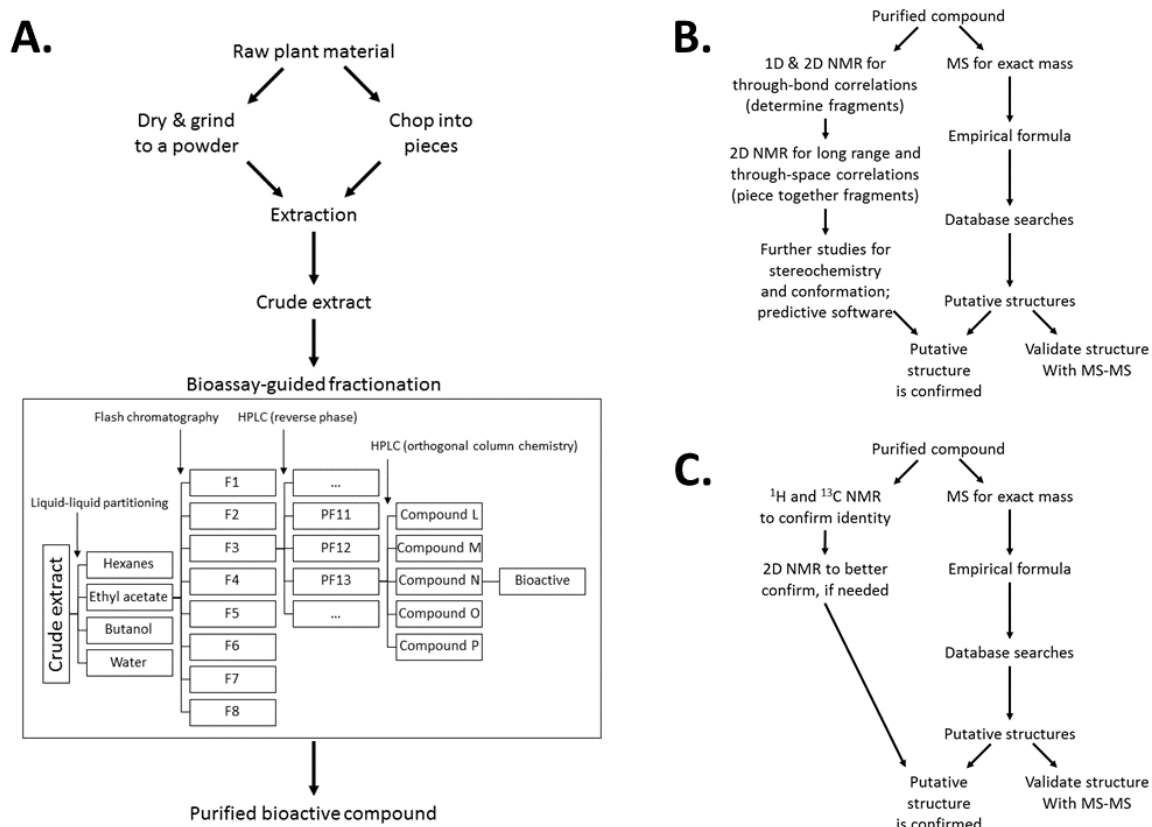 A.
Raw plant material
Dry & grind
to a powder
Chop into
pieces
Extraction
Crude extract
Bioassay-guided fractionation
Flash chromatography
HPLC (reverse phase)
HPLC (orthogonal column chemistry)
Liquid-liquid partitioning
Crude extract
Hexanes
Ethyl acetate
Butanol
Water
F1
F2
F3
F4
F5
F6
F7
F8
...
PF11
PF12
PF13
...
Compound L
Compound M
Compound N
Compound O
Compound P
Bioactive
Purified bioactive compound
B.
Purified compound
1D & 2D NMR for
through-bond correlations
(determine fragments)
2D NMR for long range and
through-space correlations
(piece together fragments)
Further studies for
stereochemistry
and conformation;
predictive software
MS for exact mass
Empirical formula
Database searches
Putative structures
Putative
structure
is confirmed
Validate structure
With MS-MS
C.
Purified compound
¹H and ¹³C NMR
to confirm identity
2D NMR to better
confirm, if needed
MS for exact mass
Empirical formula
Database searches
Putative structures
Putative
structure
is confirmed
Validate structure
With MS-MS